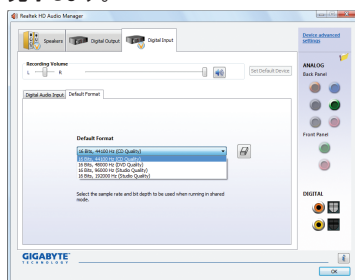 Realtek HD Audio Manager
Speakers
Digital Output
Digital Input
Device advanced
settings
Recording Volume
L
R
Set Default Device
ANALOG
Back Panel
Digital Audio Input
Default Format
Default Format
16 Bits, 44100 Hz (CD Quality)
16 Bits, 44100 Hz (CD Quality)
16 Bits, 48000 Hz (DVD Quality)
16 Bits, 96000 Hz (Studio Quality)
16 Bits, 192000 Hz (Studio Quality)
Select the sample rate and bit depth to be used when running in shared
mode.
Front Panel
DIGITAL
GIGABYTE
TECHNOLOGY
OK